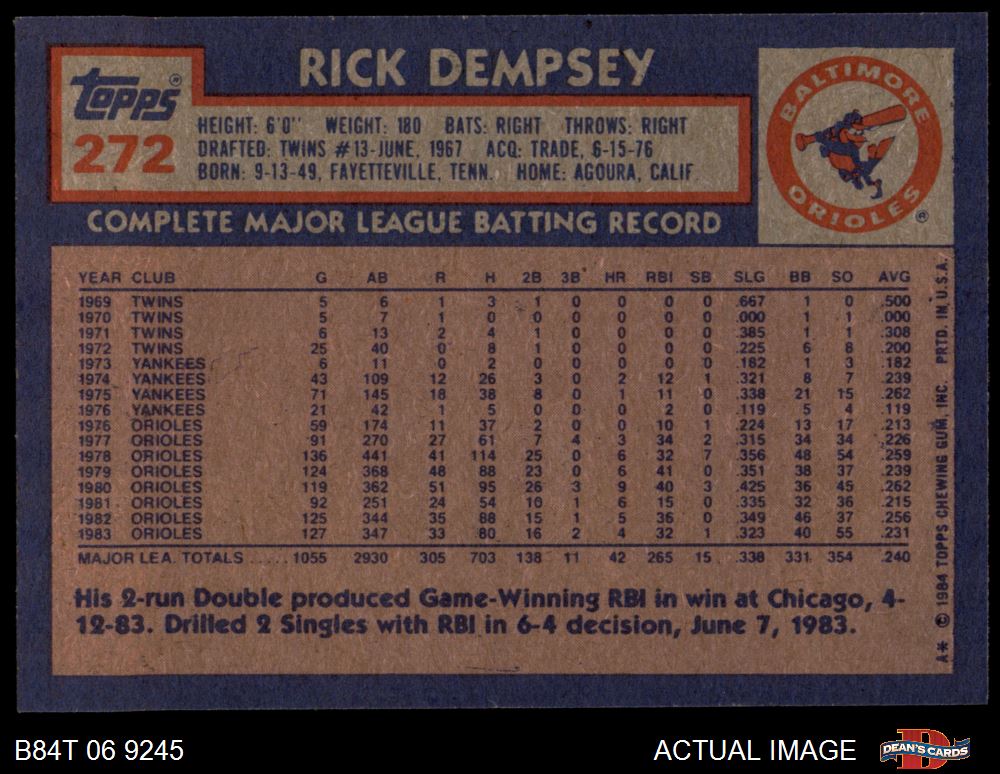 RICK DEMPSEY
Topps ®
272
HEIGHT: 6'0" WEIGHT: 180 BATS: RIGHT THROWS: RIGHT
DRAFTED: TWINS #13-JUNE, 1967 ACQ: TRADE, 6-15-76
BORN: 9-13-49, FAYETTEVILLE, TENN. HOME: AGOURA, CALIF.
BALTIMORE
ORIOLES ®
COMPLETE MAJOR LEAGUE BATTING RECORD
YEAR CLUB G AB R H 2B 3B HR RBI SB SLG BB SO AVG
1969 TWINS 5 6 1 3 1 0 0 0 0 .667 1 0 .500
1970 TWINS 5 7 1 0 0 0 0 0 0 .000 1 1 .000
1971 TWINS 6 13 2 4 1 0 0 0 0 .385 1 1 .308
1972 TWINS 25 40 0 8 1 0 0 0 0 .225 6 8 .200
1973 YANKEES 6 11 0 2 0 0 0 0 0 .182 1 3 .182
1974 YANKEES 43 109 12 26 3 0 2 12 1 .321 8 7 .239
1975 YANKEES 71 145 18 38 8 0 1 11 0 .338 21 15 .262
1976 YANKEES 21 42 1 5 0 0 0 2 0 .119 5 4 .119
1976 ORIOLES 59 174 11 37 2 0 0 10 1 .224 13 17 .213
1977 ORIOLES 91 270 27 61 7 4 3 34 2 .315 34 34 .226
1978 ORIOLES 136 441 41 114 25 0 6 32 7 .356 48 54 .259
1979 ORIOLES 124 368 48 88 23 0 6 41 0 .351 38 37 .239
1980 ORIOLES 119 362 51 95 26 3 9 40 3 .425 36 45 .262
1981 ORIOLES 92 251 24 54 10 1 6 15 0 .335 32 36 .215
1982 ORIOLES 125 344 35 88 15 1 5 36 0 .349 46 37 .256
1983 ORIOLES 127 347 33 80 16 2 4 32 1 .323 40 55 .231
MAJOR LEA. TOTALS ..... 1055 2930 305 703 138 11 42 265 15 .338 331 354 .240
His 2-run Double produced Game-Winning RBI in win at Chicago, 4-
12-83. Drilled 2 Singles with RBI in 6-4 decision, June 7, 1983.
A* © 1984 TOPPS CHEWING GUM, INC. PRTD. IN U.S.A.
B84T 06 9245
ACTUAL IMAGE
DEAN'S CARDS